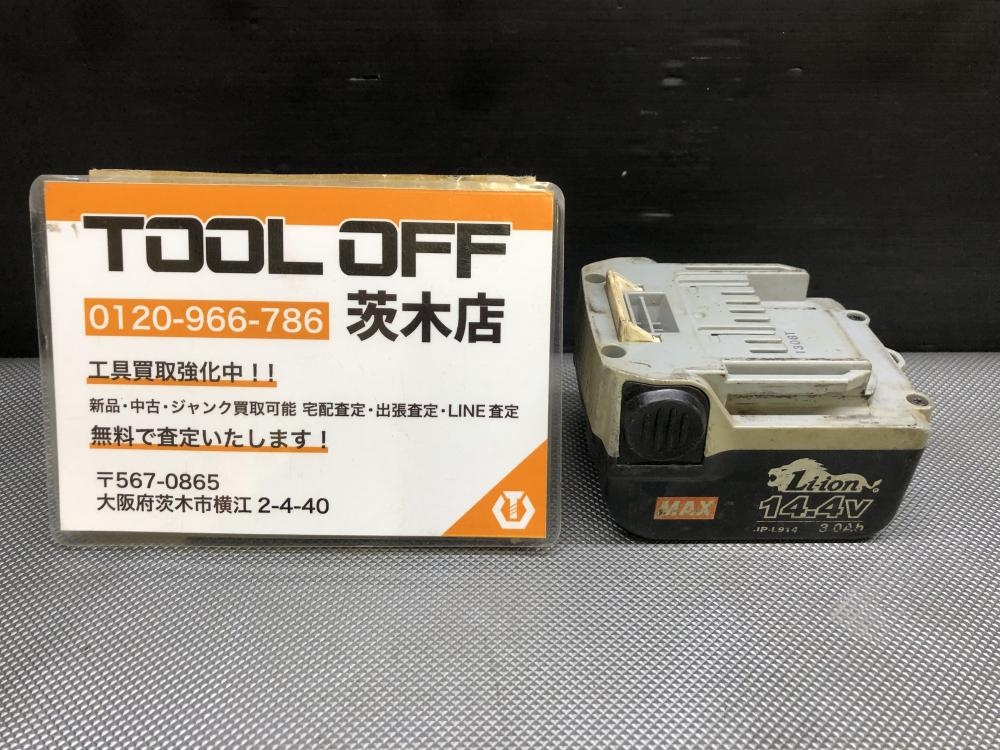 TOOL OFF
0120-966-786 茨木店
工具買取強化中！！
新品・中古・ジャンク買取可能 宅配査定・出張査定・LINE査定
無料で査定いたします！
〒567-0865
大阪府茨木市横江 2-4-40
1308T
Li-ion
MAX 14.4V
JP-L914 3.0Ah